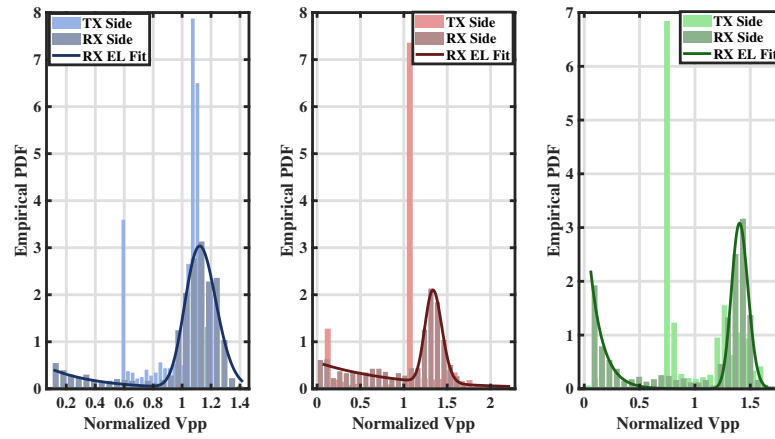 TX Side
RX Side
RX EL Fit
8
7
6
5
4
3
2
1
0
Empirical PDF
0.2 0.4 0.6 0.8 1 1.2 1.4
Normalized Vpp
TX Side
RX Side
RX EL Fit
8
7
6
5
4
3
2
1
0
Empirical PDF
0 0.5 1 1.5 2
Normalized Vpp
TX Side
RX Side
RX EL Fit
7
6
5
4
3
2
1
0
Empirical PDF
0 0.5 1 1.5
Normalized Vpp